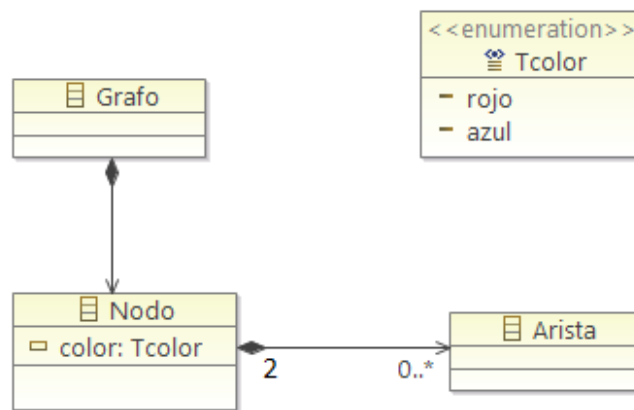 <<enumeration>>
Tcolor
rojo
azul
Grafo
Nodo
color: Tcolor
2
0..*
Arista